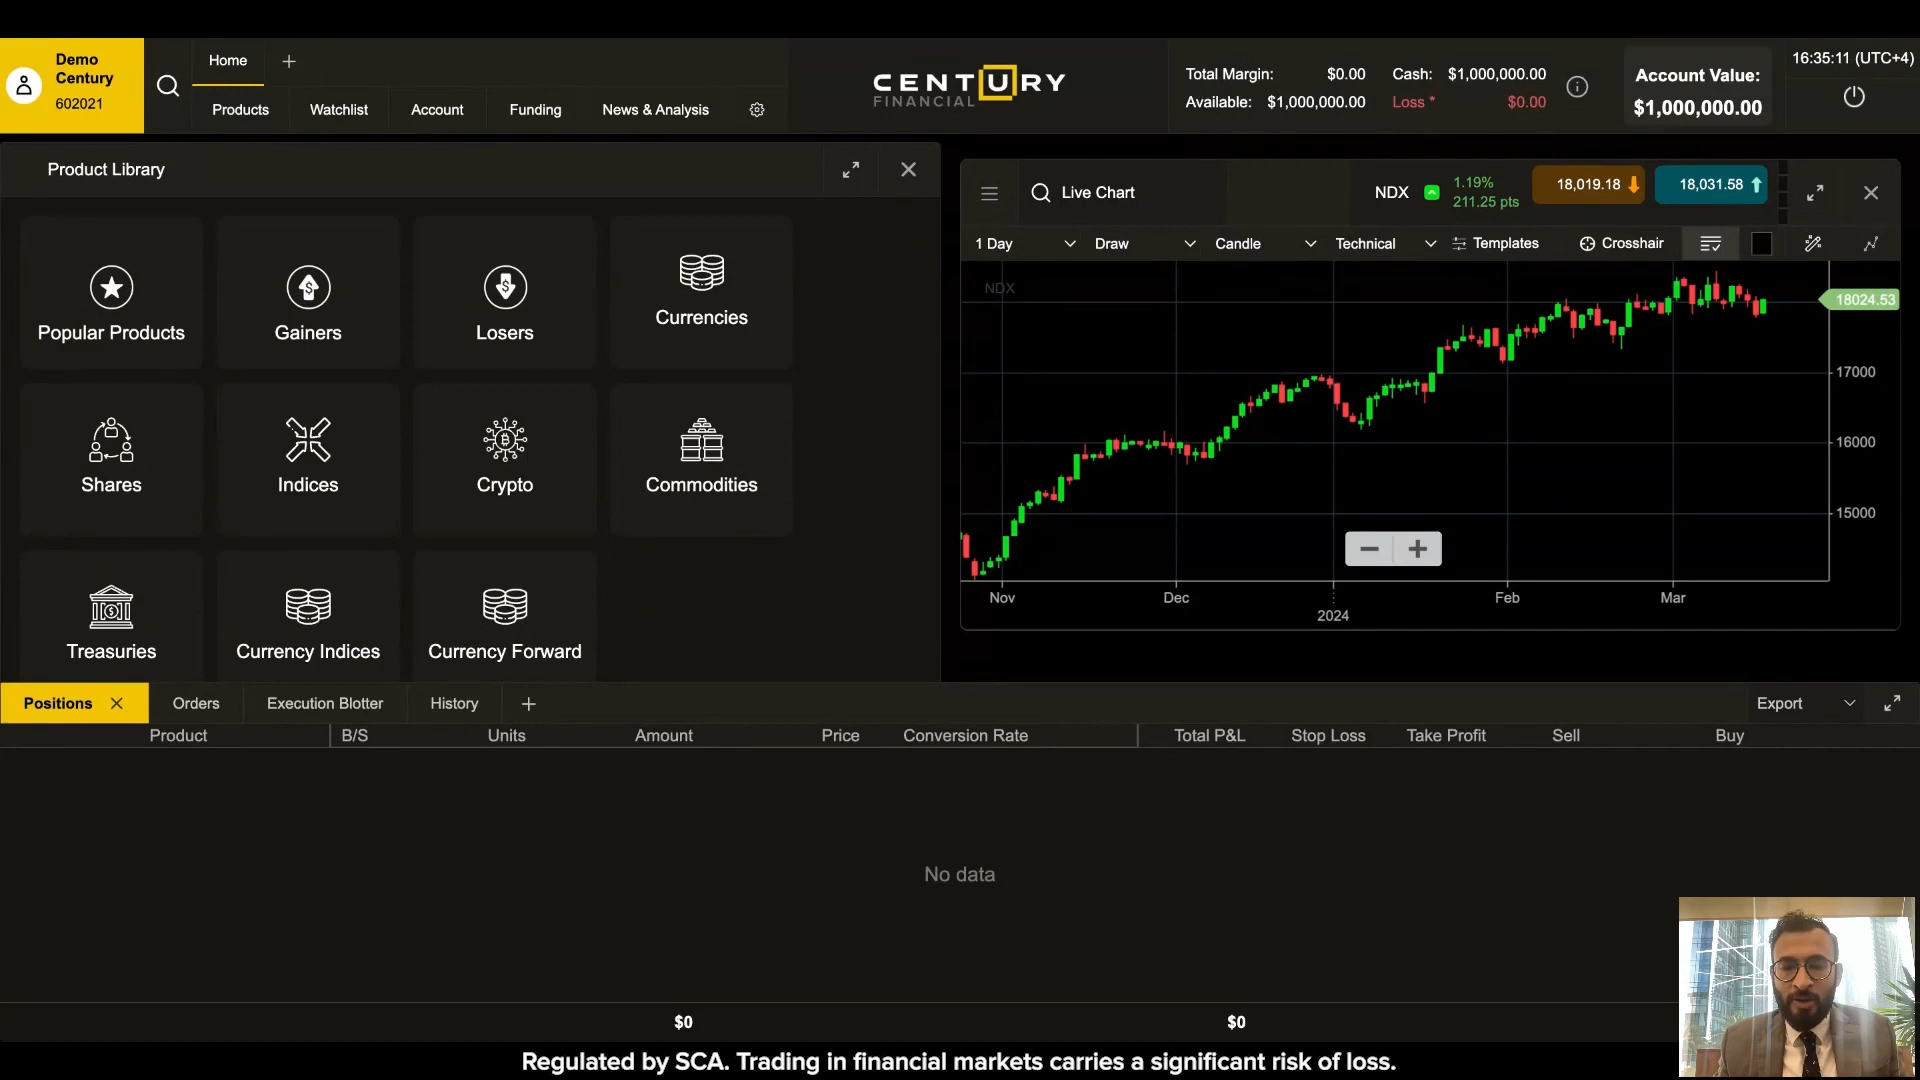 Demo
Century
602021
Home
Products
Watchlist
Account
Funding
News & Analysis
CENTURY
FINANCIAL
Total Margin: $0.00
Available: $1,000,000.00
Cash: $1,000,000.00
Loss * $0.00
Account Value:
$1,000,000.00
16:35:11 (UTC+4)
Product Library
Popular Products
Gainers
Losers
Currencies
Shares
Indices
Crypto
Commodities
Treasuries
Currency Indices
Currency Forward
Live Chart
NDX
1.19%
211.25 pts
18,019.18
18,031.58
1 Day
Draw
Candle
Technical
Templates
Crosshair
NDX
18024.53
17000
16000
15000
Nov
Dec
2024
Feb
Mar
Positions
Orders
Execution Blotter
History
Export
Product B/S Units Amount Price Conversion Rate Total P&L Stop Loss Take Profit Sell Buy
No data
$0 $0
Regulated by SCA. Trading in financial markets carries a significant risk of loss.